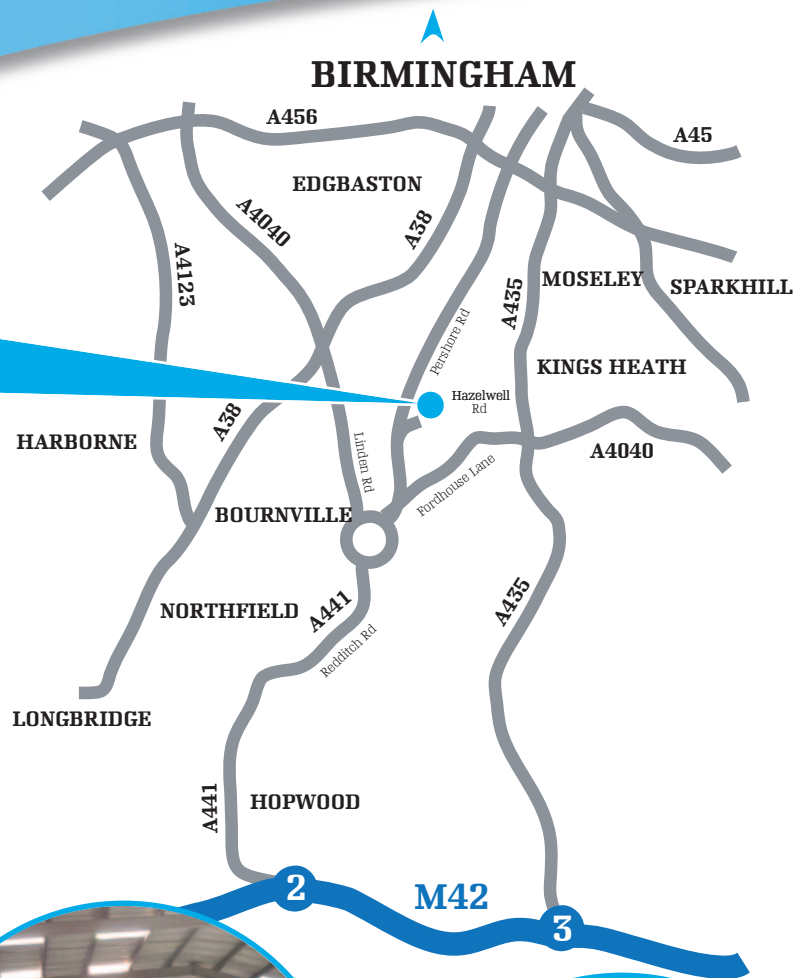 BIRMINGHAM
A456
A45
EDGBASTON
A4040
A38
A4123
MOSELEY
SPARKHILL
A435
Pershore Rd
KINGS HEATH
Hazelwell
Rd
A38
HARBORNE
Linden Rd
A4040
Fordhouse Lane
BOURNVILLE
NORTHFIELD
A441
A435
Redditch Rd
LONGBRIDGE
A441
HOPWOOD
2
M42
3